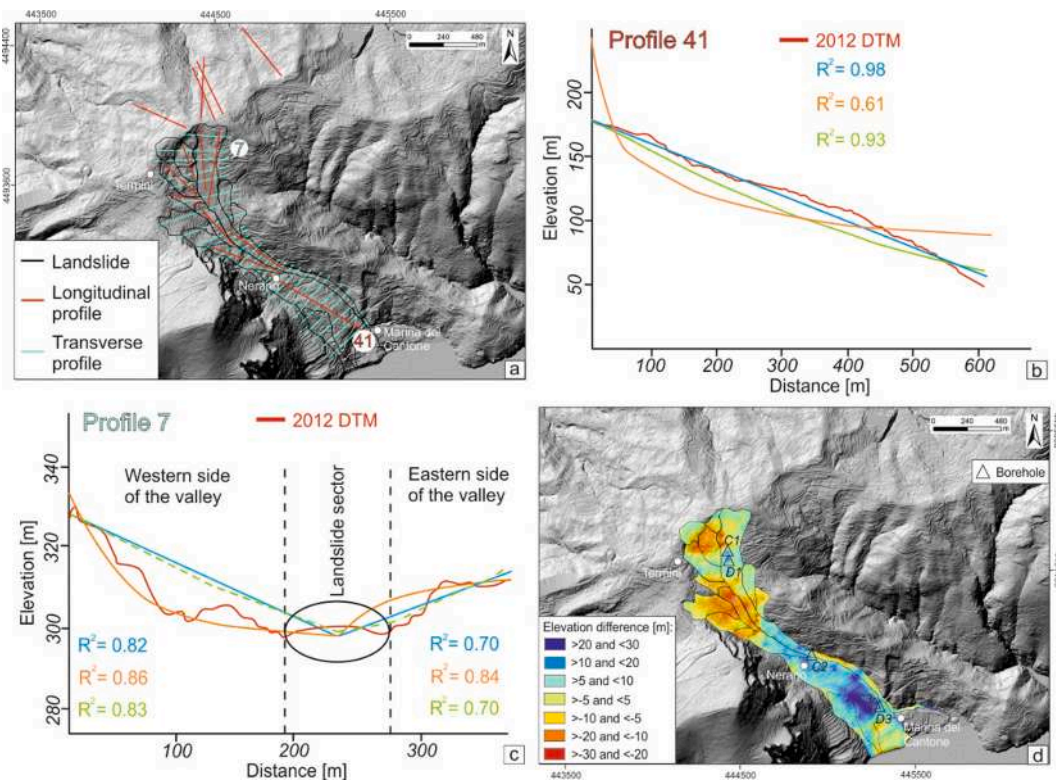 443500
444500
445500
4494400
4493600
0 240 480
m
N
7
Termini
Nerano
41
Marina del
Cantone
Landslide
Longitudinal
profile
Transverse
profile
a
Profile 41
2012 DTM
R² = 0.98
R² = 0.61
R² = 0.93
Elevation [m]
200
150
100
50
100 200 300 400 500 600
Distance [m]
b
Profile 7
2012 DTM
Western side
of the valley
Landslide sector
Eastern side
of the valley
Elevation [m]
340
320
300
280
R² = 0.82
R² = 0.86
R² = 0.83
R² = 0.70
R² = 0.84
R² = 0.70
100 200 300
Distance [m]
c
0 240 480
m
N
Borehole
C1
D1
Termini
Nerano
C2
D3
Marina del
Cantone
Elevation difference [m]:
>20 and <30
>10 and <20
>5 and <10
>-5 and <5
>-10 and <-5
>-20 and <-10
>-30 and <-20
d
443500
444500
445500